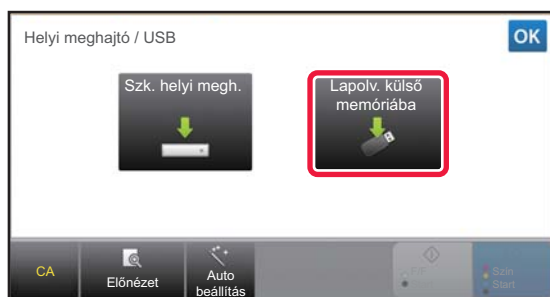 Helyi meghajtó / USB
OK
Szk. helyi megh.
Lapolv. külső
memóriába
CA
Előnézet
Auto
beállítás
F/F
Szín
Start